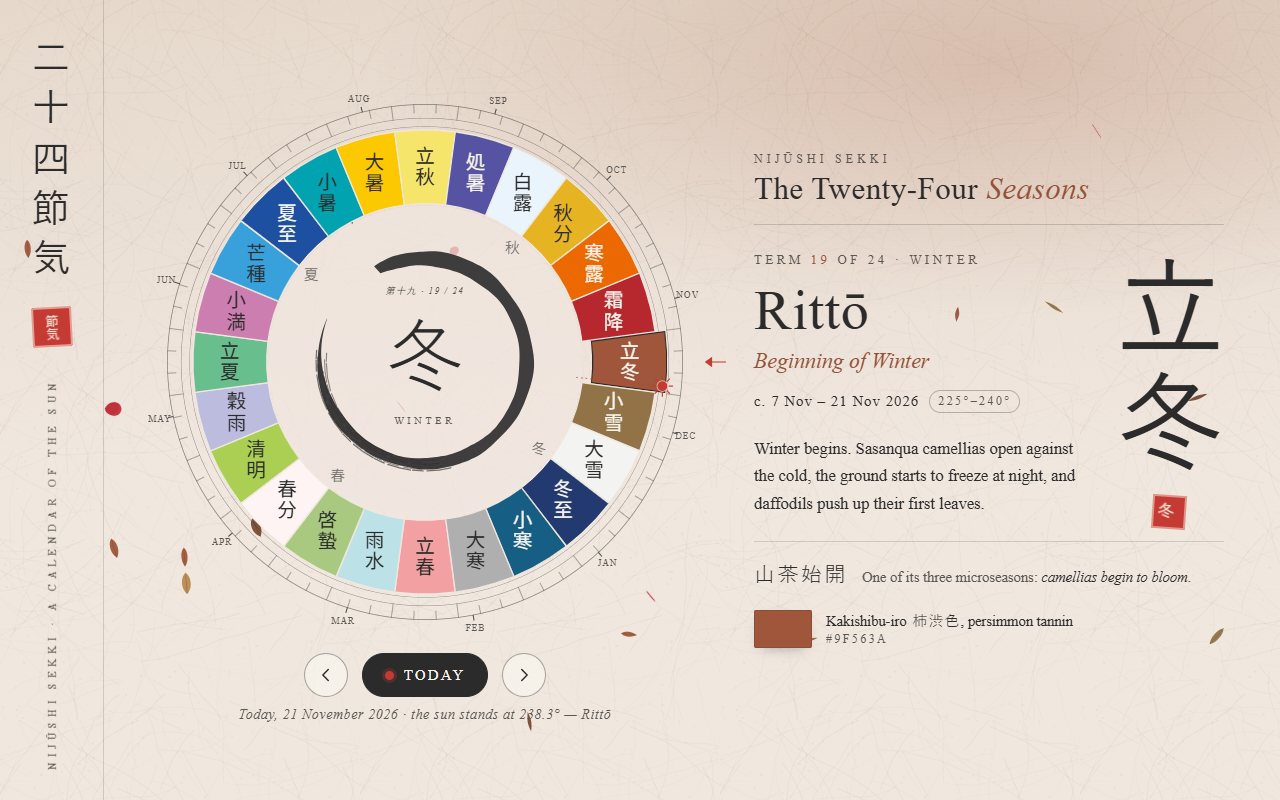 二十四節気
節気
NIJŪSHI SEKKI · A CALENDAR OF THE SUN
AUG
SEP
OCT
NOV
DEC
JAN
FEB
MAR
APR
MAY
JUN
JUL
立秋
処暑
白露
秋分
寒露
霜降
立冬
小雪
大雪
冬至
小寒
大寒
立春
雨水
啓蟄
春分
清明
穀雨
立夏
小満
芒種
夏至
小暑
大暑
秋
冬
春
夏
第十九 · 19 / 24
冬
WINTER
TODAY
Today, 21 November 2026 · the sun stands at 238.3° — Rittō
NIJŪSHI SEKKI
The Twenty-Four Seasons
TERM 19 OF 24 · WINTER
Rittō
Beginning of Winter
c. 7 Nov – 21 Nov 2026 225°–240°
Winter begins. Sasanqua camellias open against
the cold, the ground starts to freeze at night, and
daffodils push up their first leaves.
立冬
冬
山茶始開 One of its three microseasons: camellias begin to bloom.
Kakishibu-iro 柿渋色, persimmon tannin
#9F563A